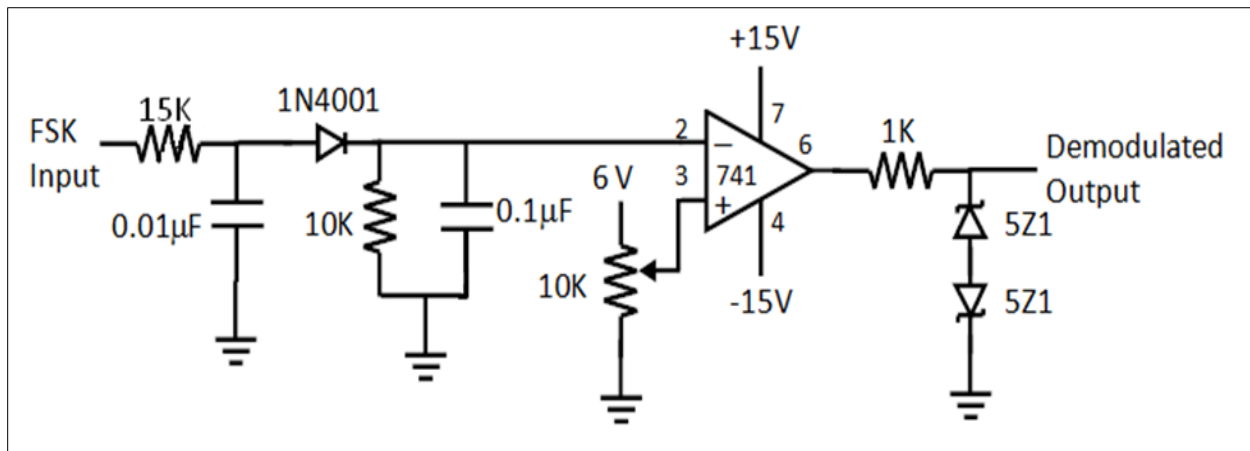 FSK
Input
15K
0.01μF
1N4001
10K
0.1μF
6 V
10K
2
3
−
741
+
+15V
7
6
4
-15V
1K
Demodulated
Output
5Z1
5Z1